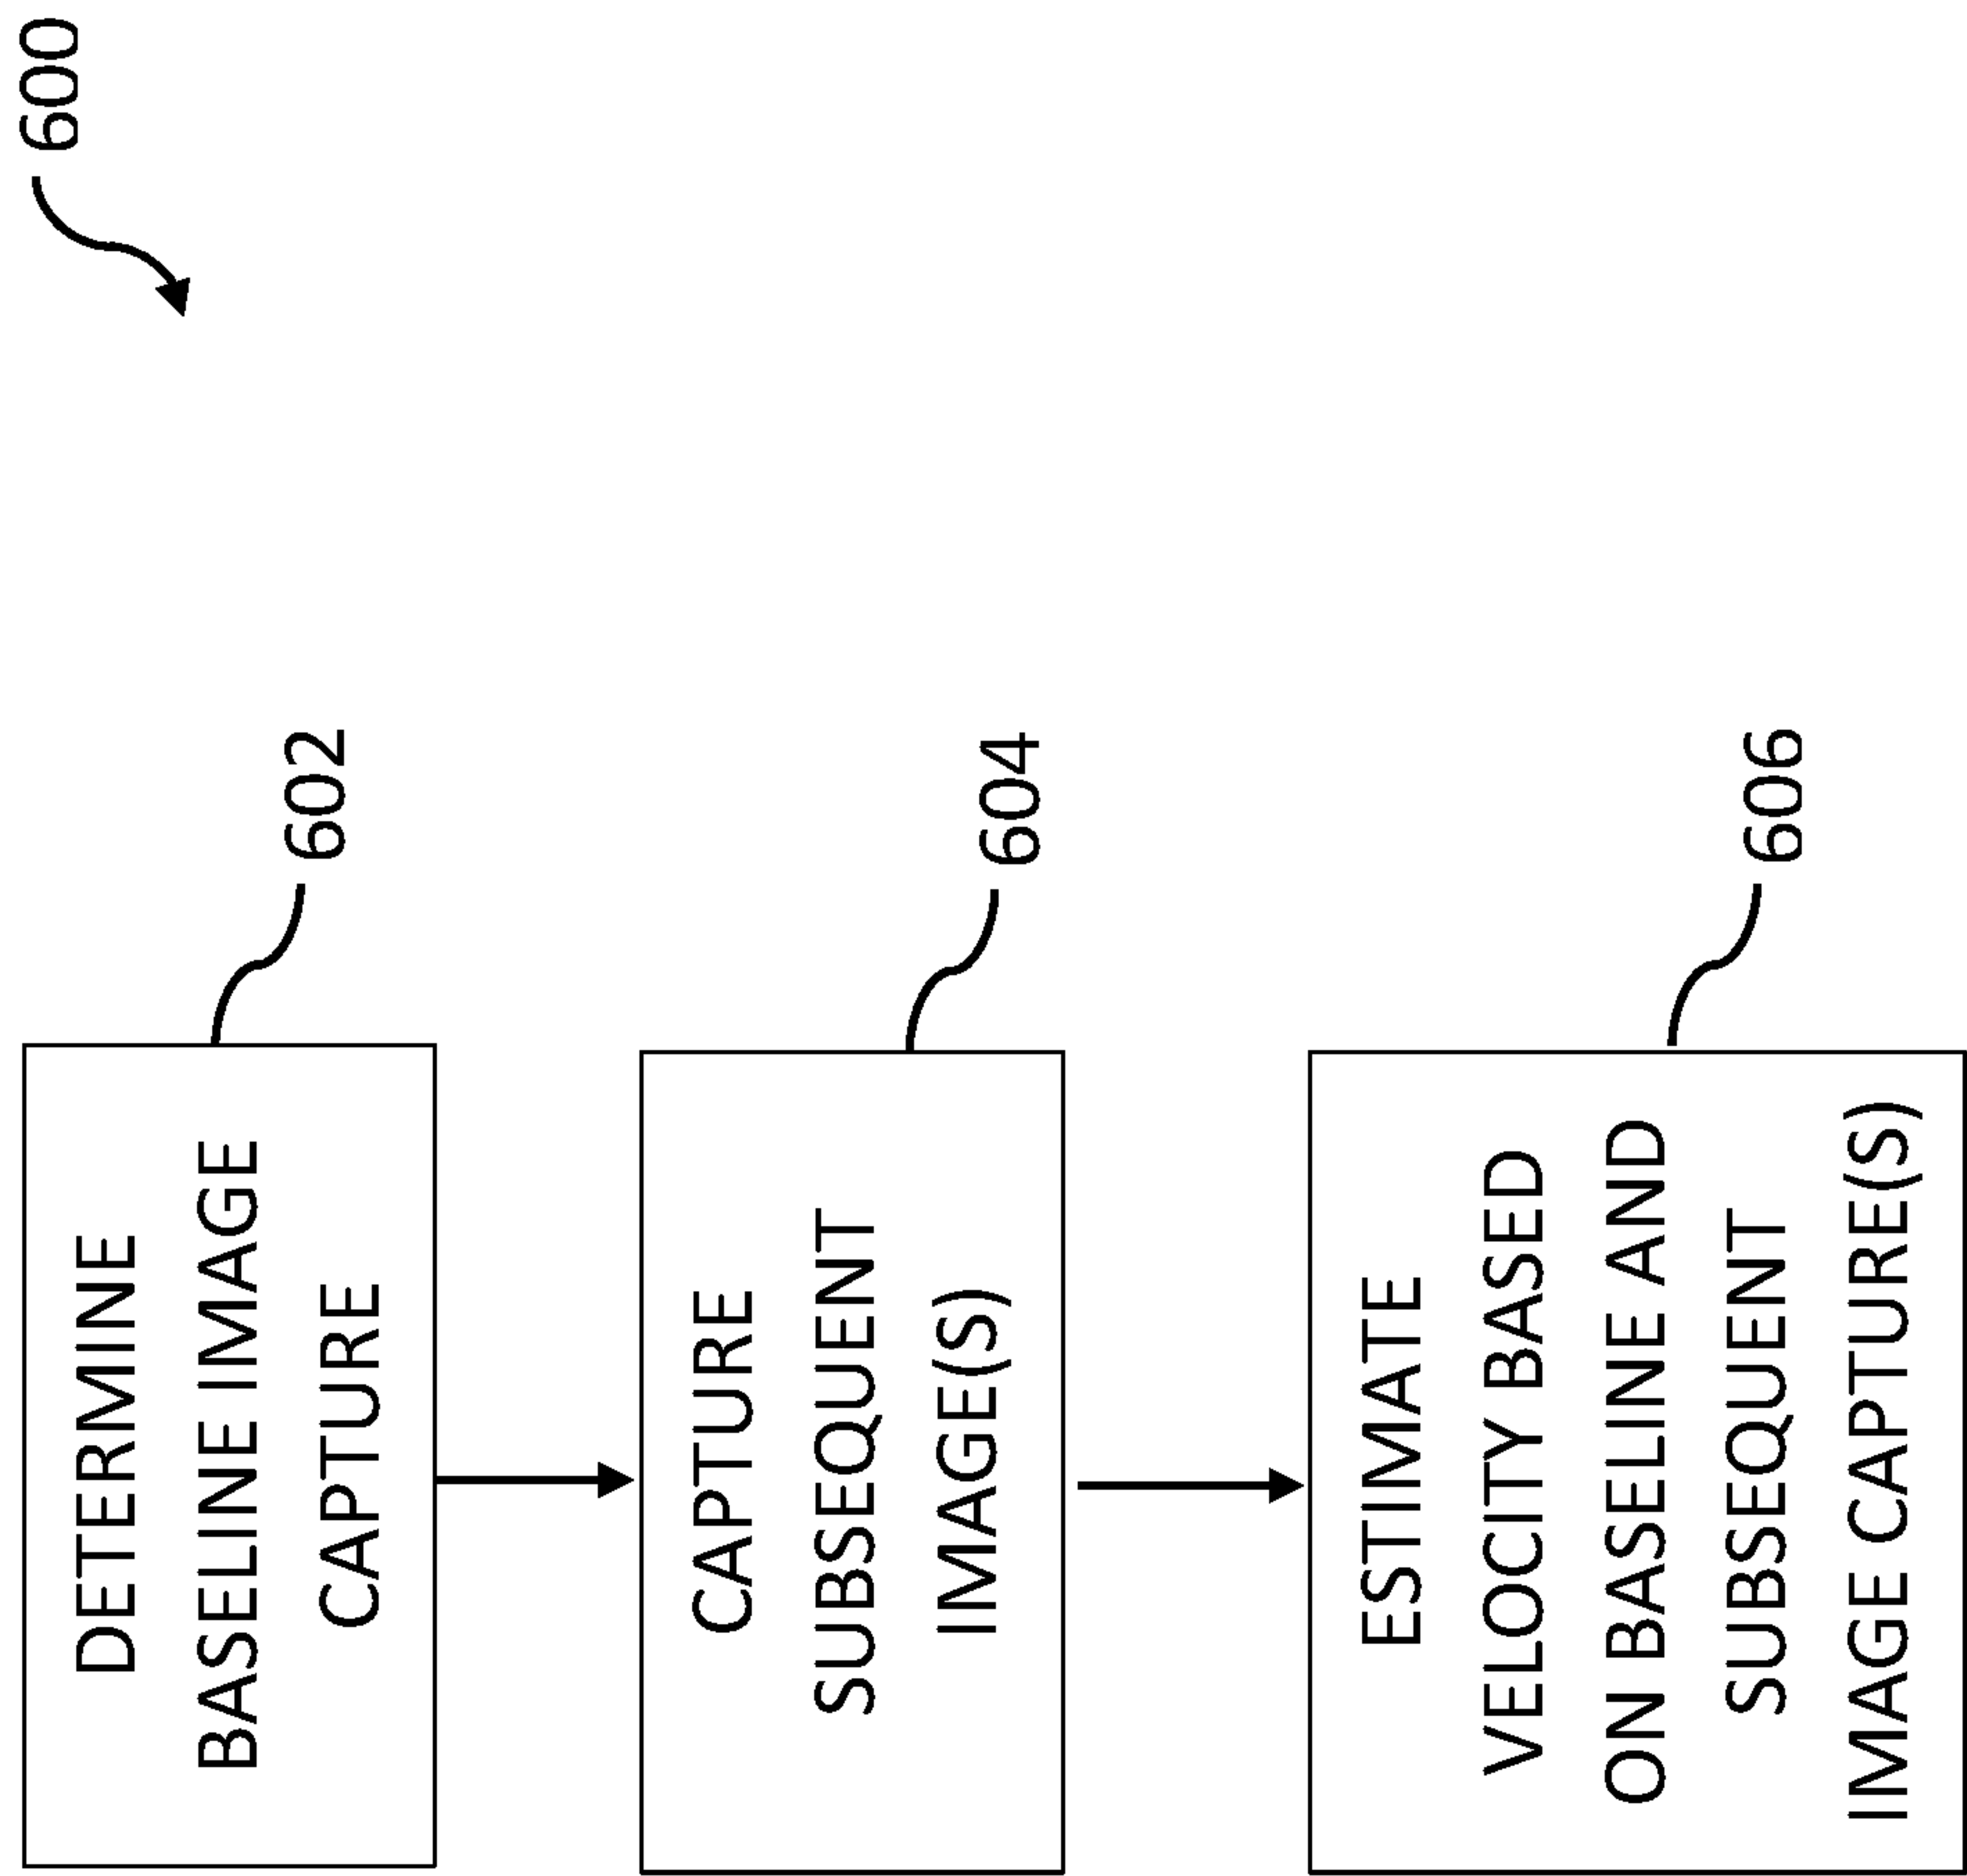 600
DETERMINE
BASELINE IMAGE
CAPTURE
602
CAPTURE
SUBSEQUENT
IMAGE(S)
604
ESTIMATE
VELOCITY BASED
ON BASELINE AND
SUBSEQUENT
IMAGE CAPTURE(S)
606